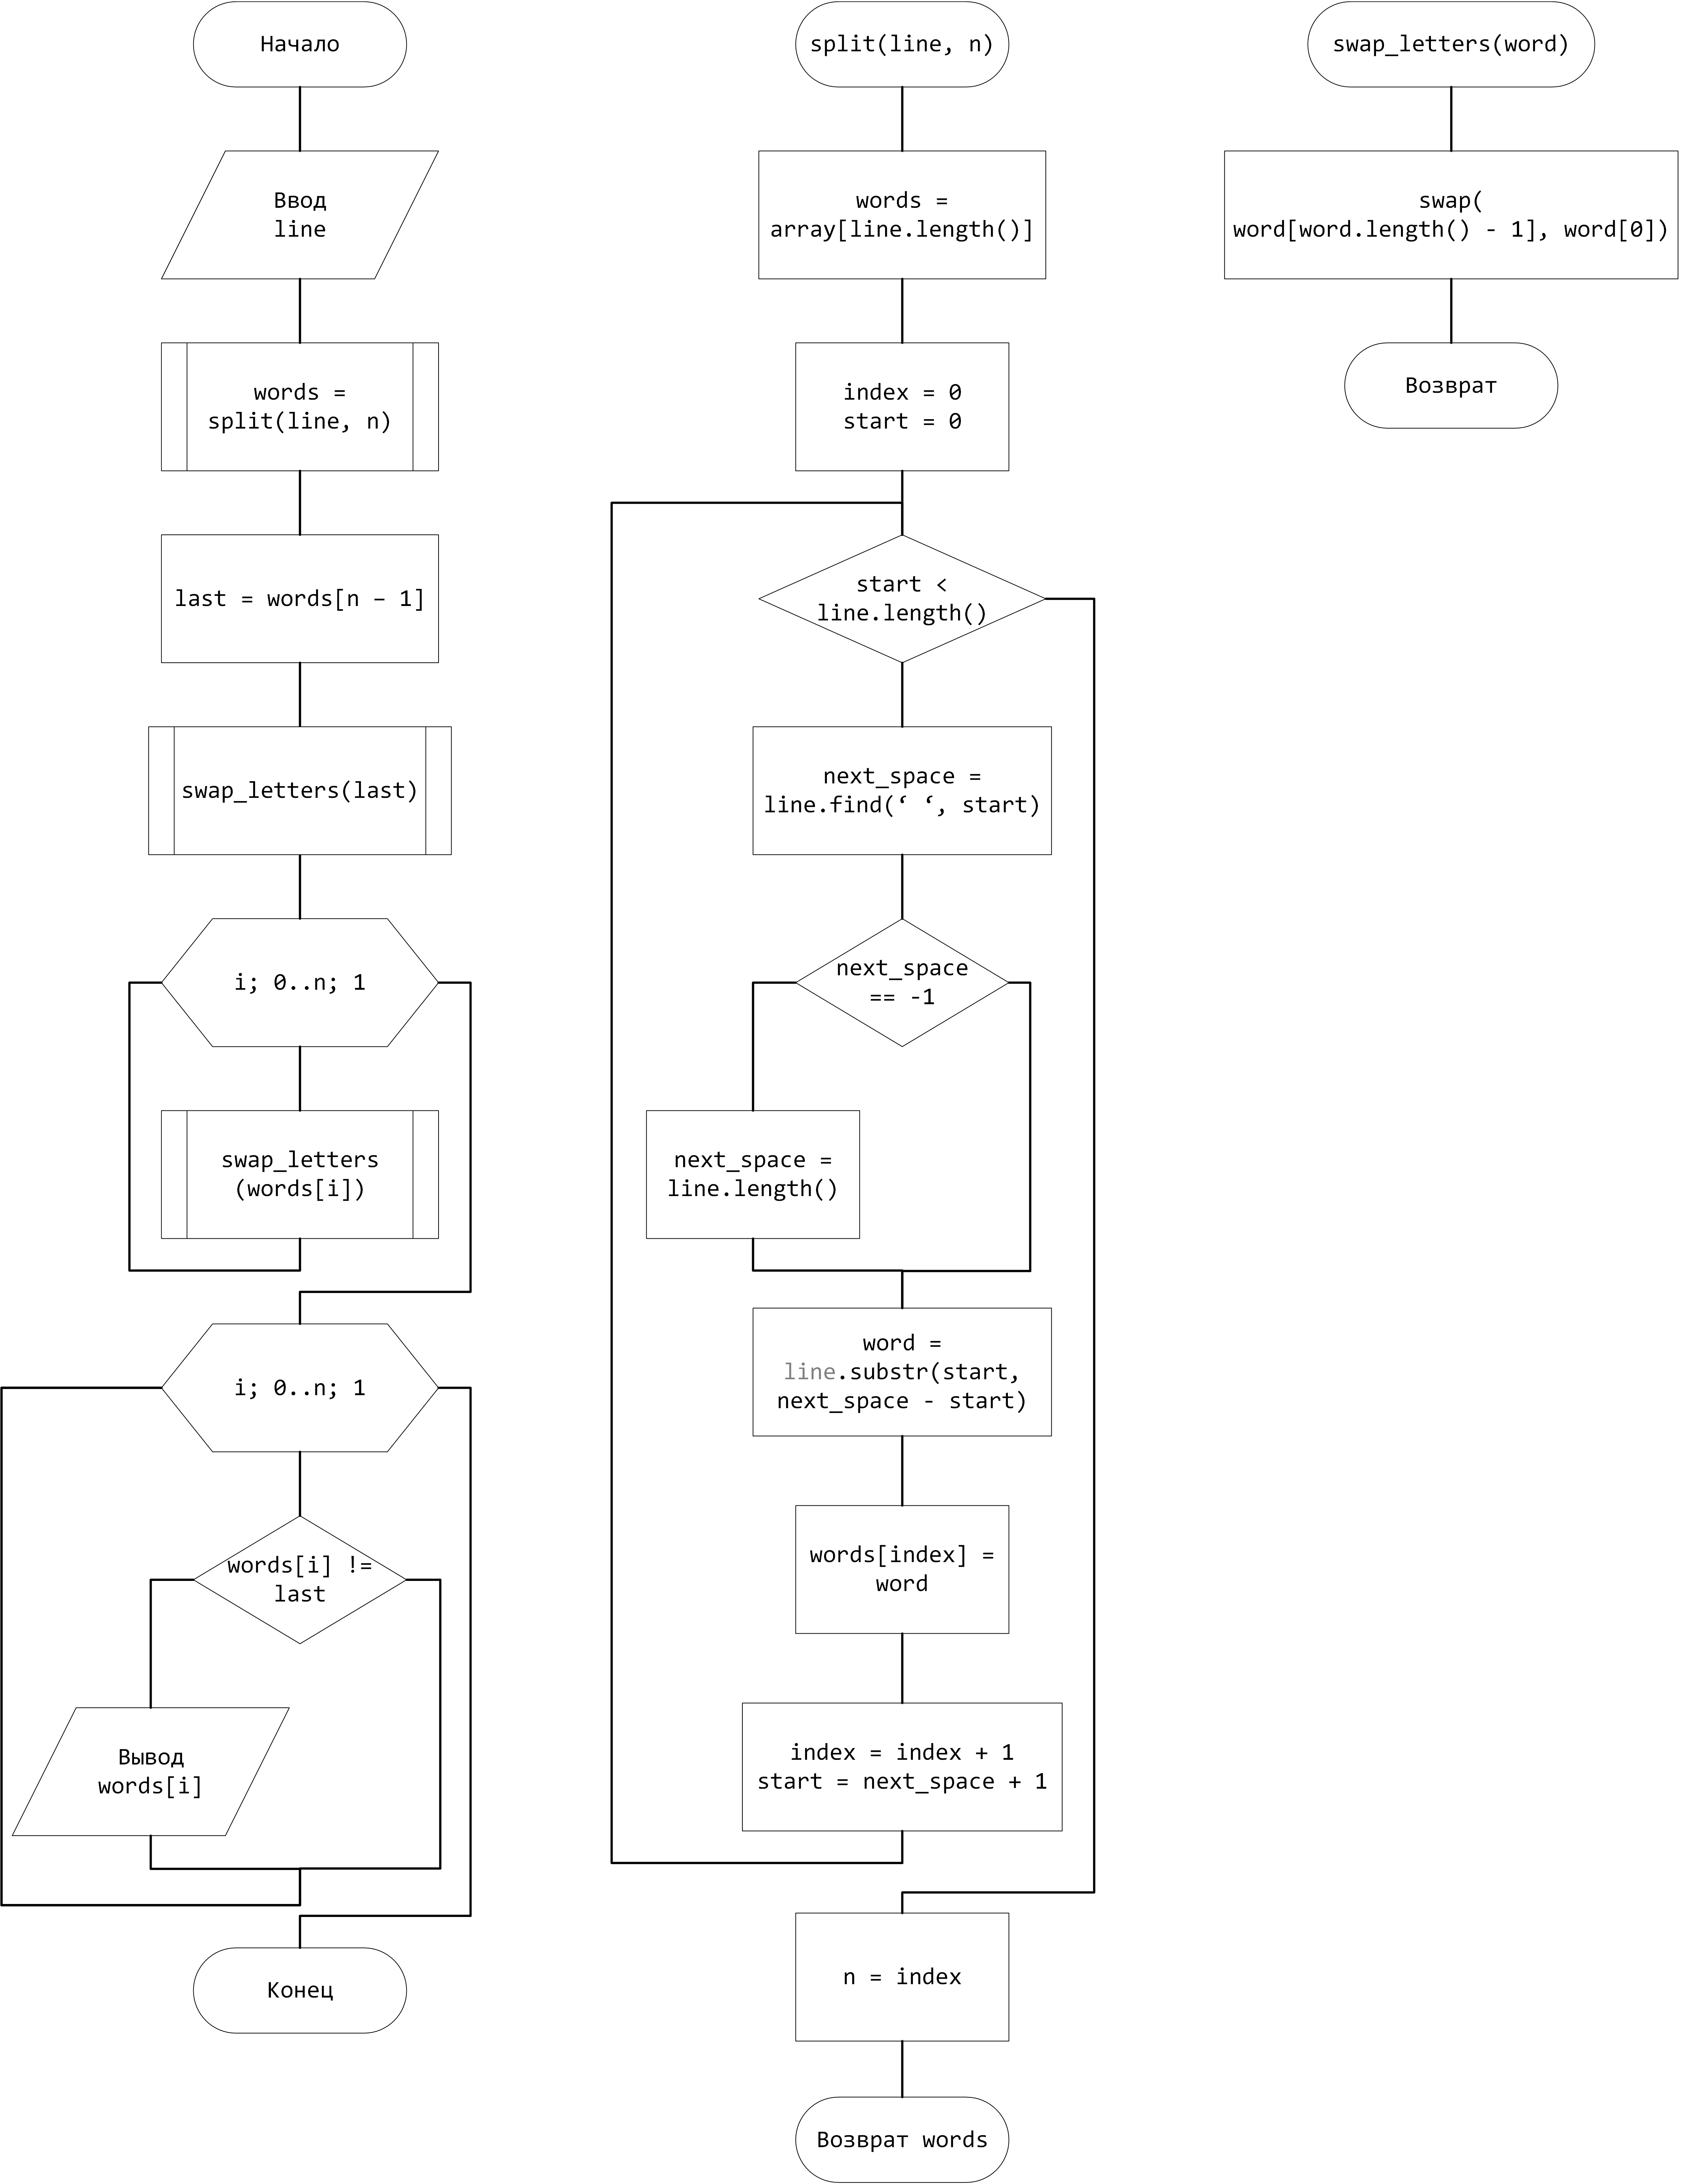 Начало
Ввод
line
words =
split(line, n)
last = words[n – 1]
swap_letters(last)
i; 0..n; 1
swap_letters
(words[i])
i; 0..n; 1
words[i] !=
last
Вывод
words[i]
Конец
split(line, n)
words =
array[line.length()]
index = 0
start = 0
start <
line.length()
next_space =
line.find(‘ ‘, start)
next_space
== -1
next_space =
line.length()
word =
line.substr(start,
next_space - start)
words[index] =
word
index = index + 1
start = next_space + 1
n = index
Возврат words
swap_letters(word)
swap(
word[word.length() - 1], word[0])
Возврат